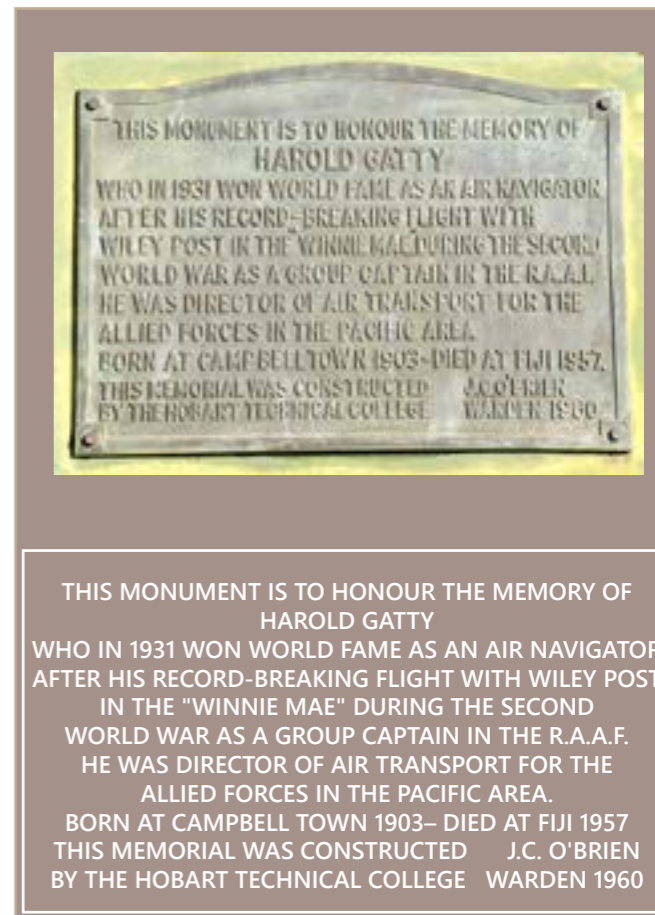 THIS MONUMENT IS TO HONOUR THE MEMORY OF
HAROLD GATTY
WHO IN 1931 WON WORLD FAME AS AN AIR NAVIGATOR
AFTER HIS RECORD-BREAKING FLIGHT WITH
WILEY POST IN THE WINNIE MAE. DURING THE SECOND
WORLD WAR AS A GROUP CAPTAIN IN THE R.A.A.F.
HE WAS DIRECTOR OF AIR TRANSPORT FOR THE
ALLIED FORCES IN THE PACIFIC AREA
BORN AT CAMPBELL TOWN 1903-DIED AT FIJI 1957.
THIS MEMORIAL WAS CONSTRUCTED J.C.O'BRIEN
BY THE HOBART TECHNICAL COLLEGE WARDEN 1960
THIS MONUMENT IS TO HONOUR THE MEMORY OF
HAROLD GATTY
WHO IN 1931 WON WORLD FAME AS AN AIR NAVIGATOR
AFTER HIS RECORD-BREAKING FLIGHT WITH WILEY POST
IN THE "WINNIE MAE" DURING THE SECOND
WORLD WAR AS A GROUP CAPTAIN IN THE R.A.A.F.
HE WAS DIRECTOR OF AIR TRANSPORT FOR THE
ALLIED FORCES IN THE PACIFIC AREA.
BORN AT CAMPBELL TOWN 1903– DIED AT FIJI 1957
THIS MEMORIAL WAS CONSTRUCTED J.C. O'BRIEN
BY THE HOBART TECHNICAL COLLEGE WARDEN 1960